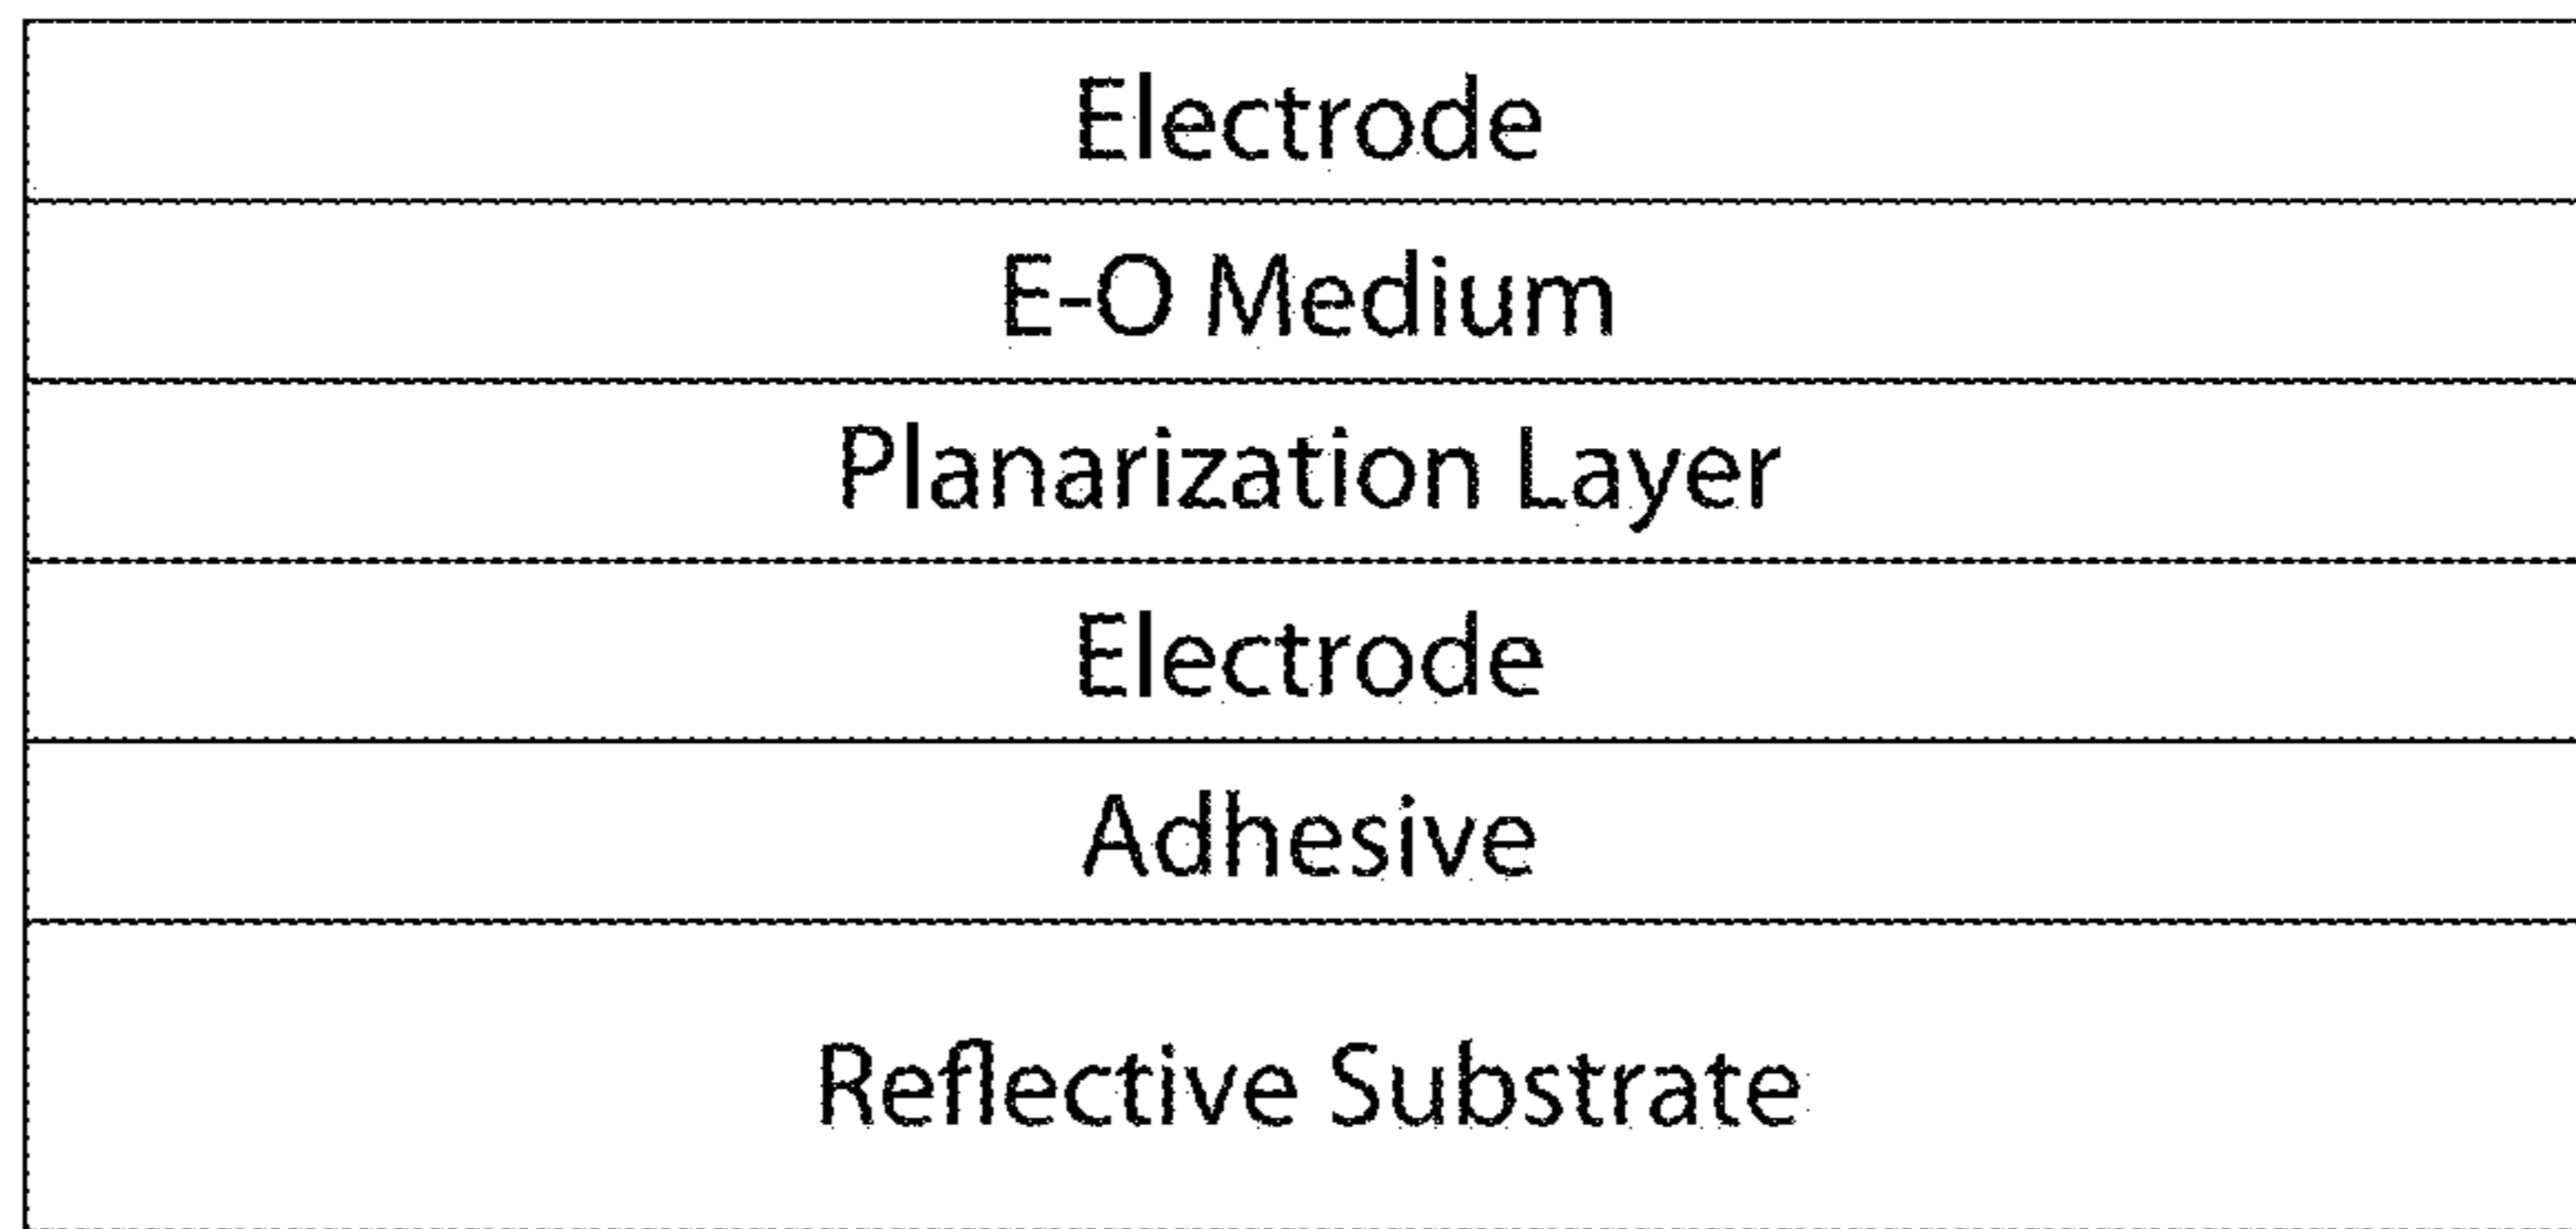 Electrode
E-O Medium
Planarization Layer
Electrode
Adhesive
Reflective Substrate